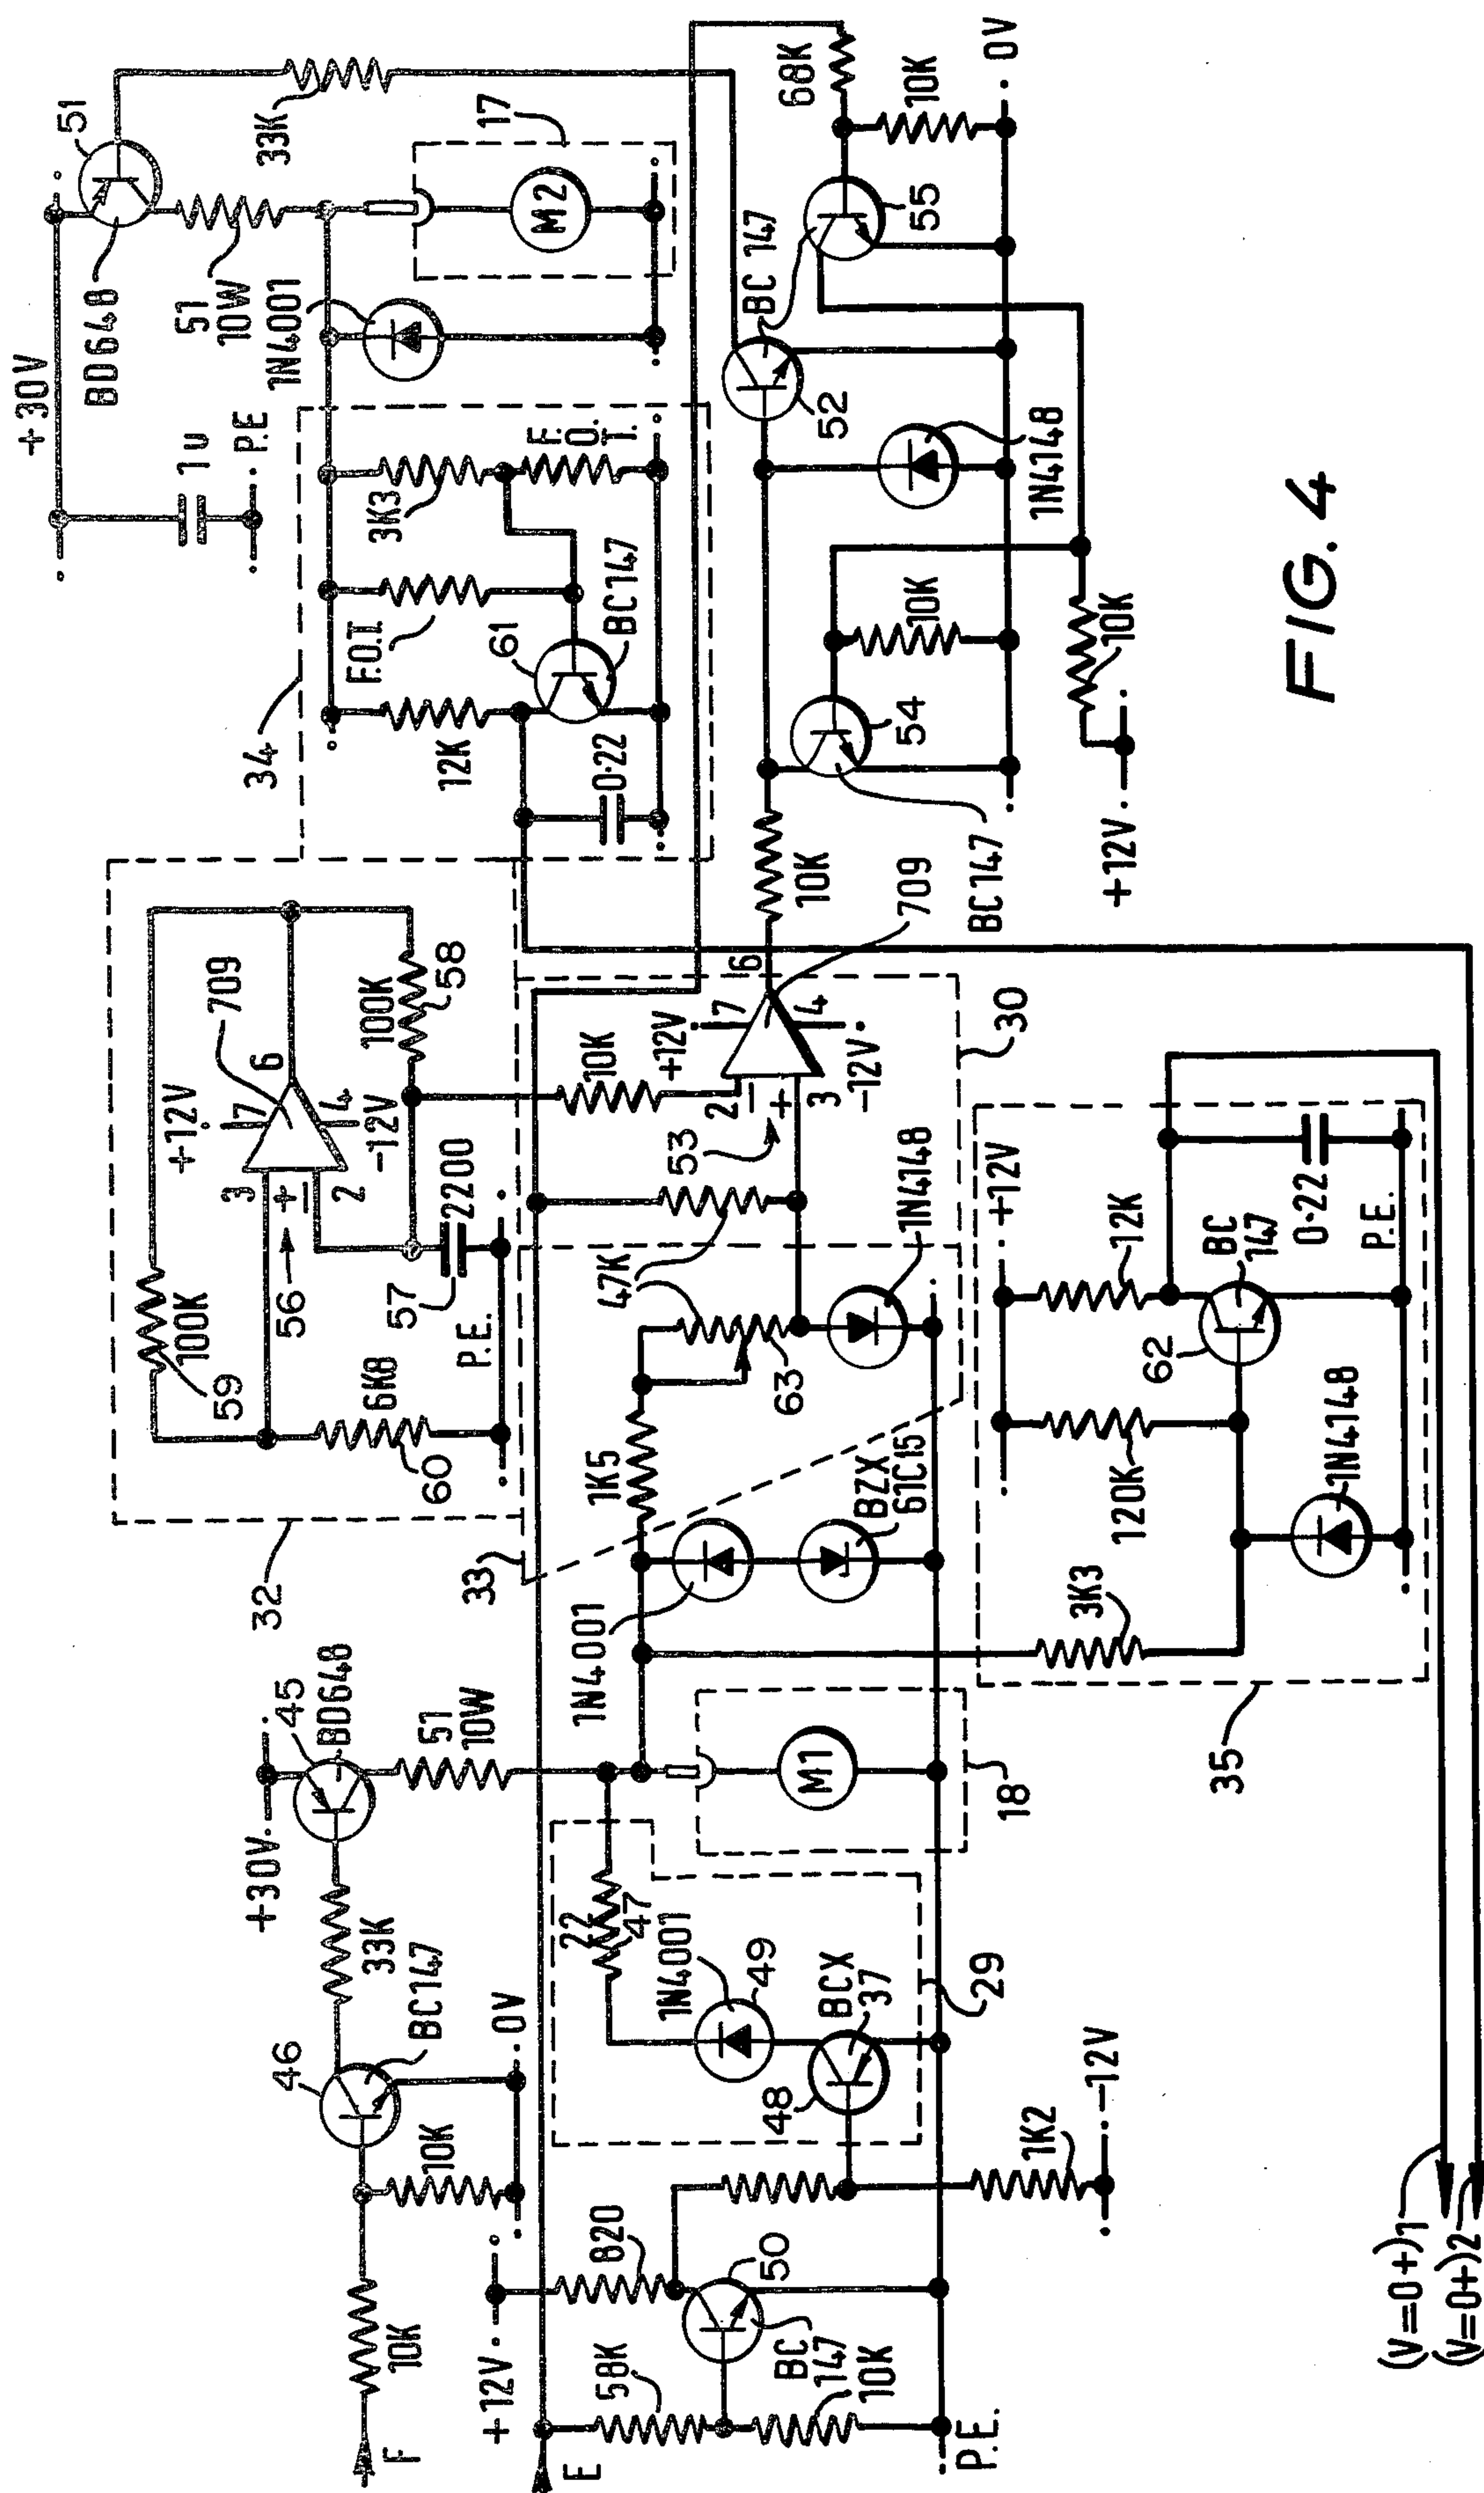 +30V
51
BD648
1u
P.E
33K
51
10W
1N4001
17
M2
34
3K3
F.
O.
T.
F.O.T.
61
BC147
12K
0·22
68K
10K
0V
BC 147
55
52
1N4148
10K
54
BC147
10K
+12V
10K
709
6
7
4
+12V
-12V
2
3
−
+
53
10K
30
32
59
100K
+12V
709
7
6
4
-12V
3
+
−
2
56
100K
58
57
2200
P.E.
6K8
60
33
47K
63
1N4148
1K5
BZX
61C15
1N4001
+12V
12K
BC
147
62
0·22
P.E.
120K
1N4148
3K3
35
+30V
45
BD648
51
10W
33K
46
BC147
0V
10K
10K
F
M1
18
22
47
1N4001
49
BCX
37
48
29
1K2
-12V
+12V
820
50
58K
BC
147
10K
E
P.E.
(V=0+)1
(V=0+)2
FIG. 4